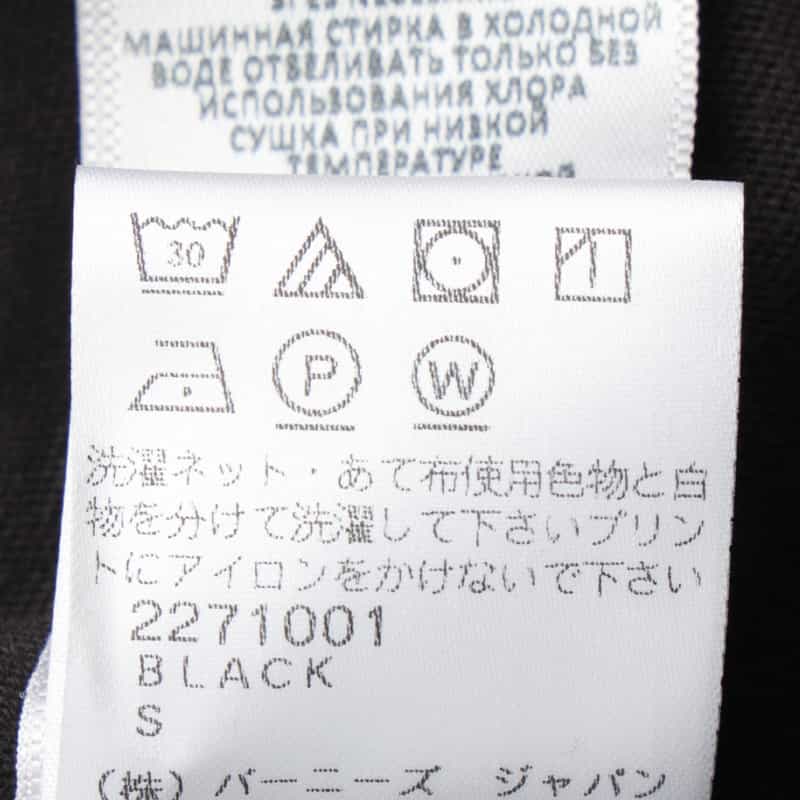 МАШИННАЯ СТИРКА В ХОЛОДНОЙ
ВОДЕ ОТБЕЛИВАТЬ ТОЛЬКО БЕЗ
ИСПОЛЬЗОВАНИЯ ХЛОРА
СУШКА ПРИ НИЗКОЙ
ТЕМПЕРАТУРЕ
30
P W
洗濯ネット・あて布使用色物と白
物を分けて洗濯して下さいプリン
トにアイロンをかけないで下さい
2271001
BLACK
S
(株) バーニーズ ジャパン